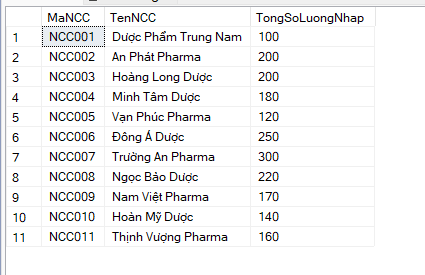 MaNCC TenNCC TongSoLuongNhap
1 NCC001 Dược Phẩm Trung Nam 100
2 NCC002 An Phát Pharma 200
3 NCC003 Hoàng Long Dược 200
4 NCC004 Minh Tâm Dược 180
5 NCC005 Vạn Phúc Pharma 120
6 NCC006 Đông Á Dược 250
7 NCC007 Trường An Pharma 300
8 NCC008 Ngọc Bảo Dược 220
9 NCC009 Nam Việt Pharma 170
10 NCC010 Hoàn Mỹ Dược 140
11 NCC011 Thịnh Vượng Pharma 160